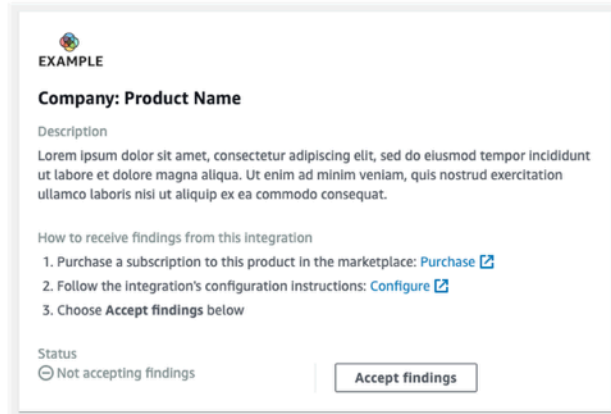 EXAMPLE
Company: Product Name
Description
Lorem ipsum dolor sit amet, consectetur adipiscing elit, sed do eiusmod tempor incididunt
ut labore et dolore magna aliqua. Ut enim ad minim veniam, quis nostrud exercitation
ullamco laboris nisi ut aliquip ex ea commodo consequat.
How to receive findings from this integration
1. Purchase a subscription to this product in the marketplace: Purchase
2. Follow the integration's configuration instructions: Configure
3. Choose Accept findings below
Status
Not accepting findings
Accept findings